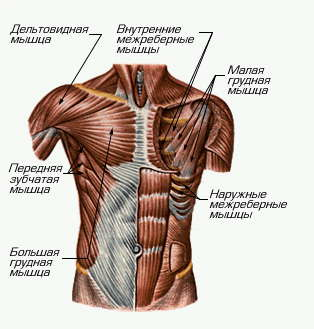 Дельтовидная
мышца
Внутренние
межреберные
мышцы
Малая
грудная
мышца
Передняя
зубчатая
мышца
Наружные
межреберные
мышцы
Большая
грудная
мышца